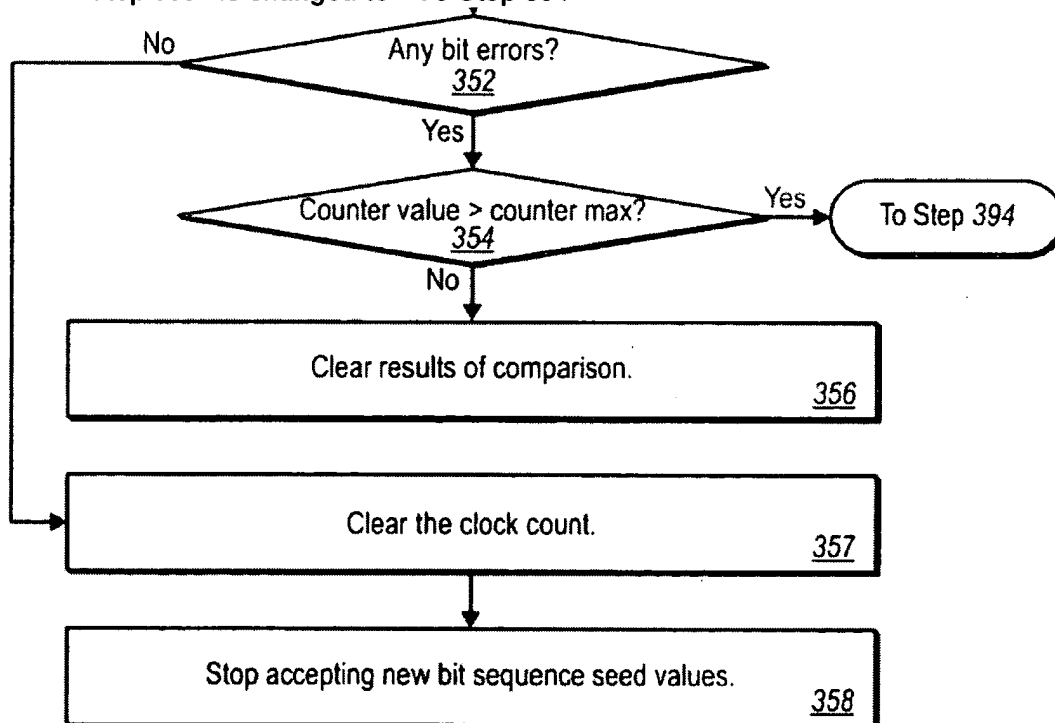 No
Any bit errors?
352
Yes
Counter value > counter max?
354
Yes
To Step 394
No
Clear results of comparison.
356
Clear the clock count.
357
Stop accepting new bit sequence seed values.
358